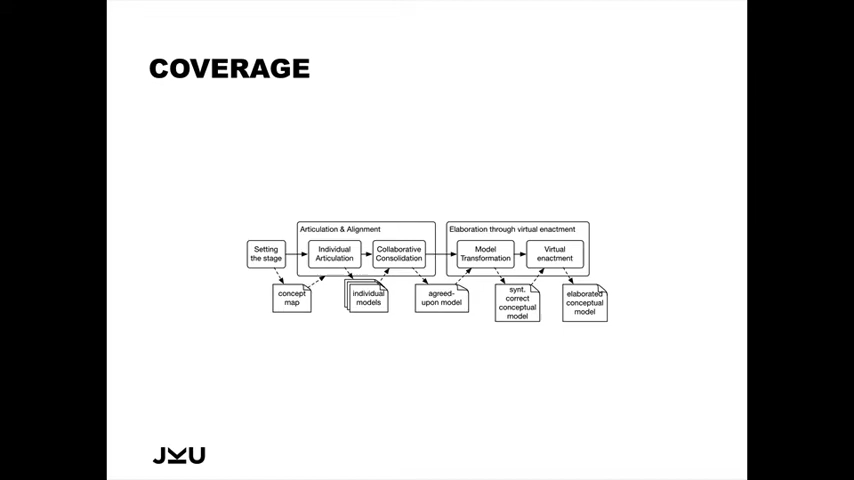 COVERAGE
Articulation & Alignment
Elaboration through virtual enactment
Setting
the stage
Individual
Articulation
Collaborative
Consolidation
Model
Transformation
Virtual
enactment
concept
map
individual
models
agreed-
upon model
synt.
correct
conceptual
model
elaborated
conceptual
model
JKU